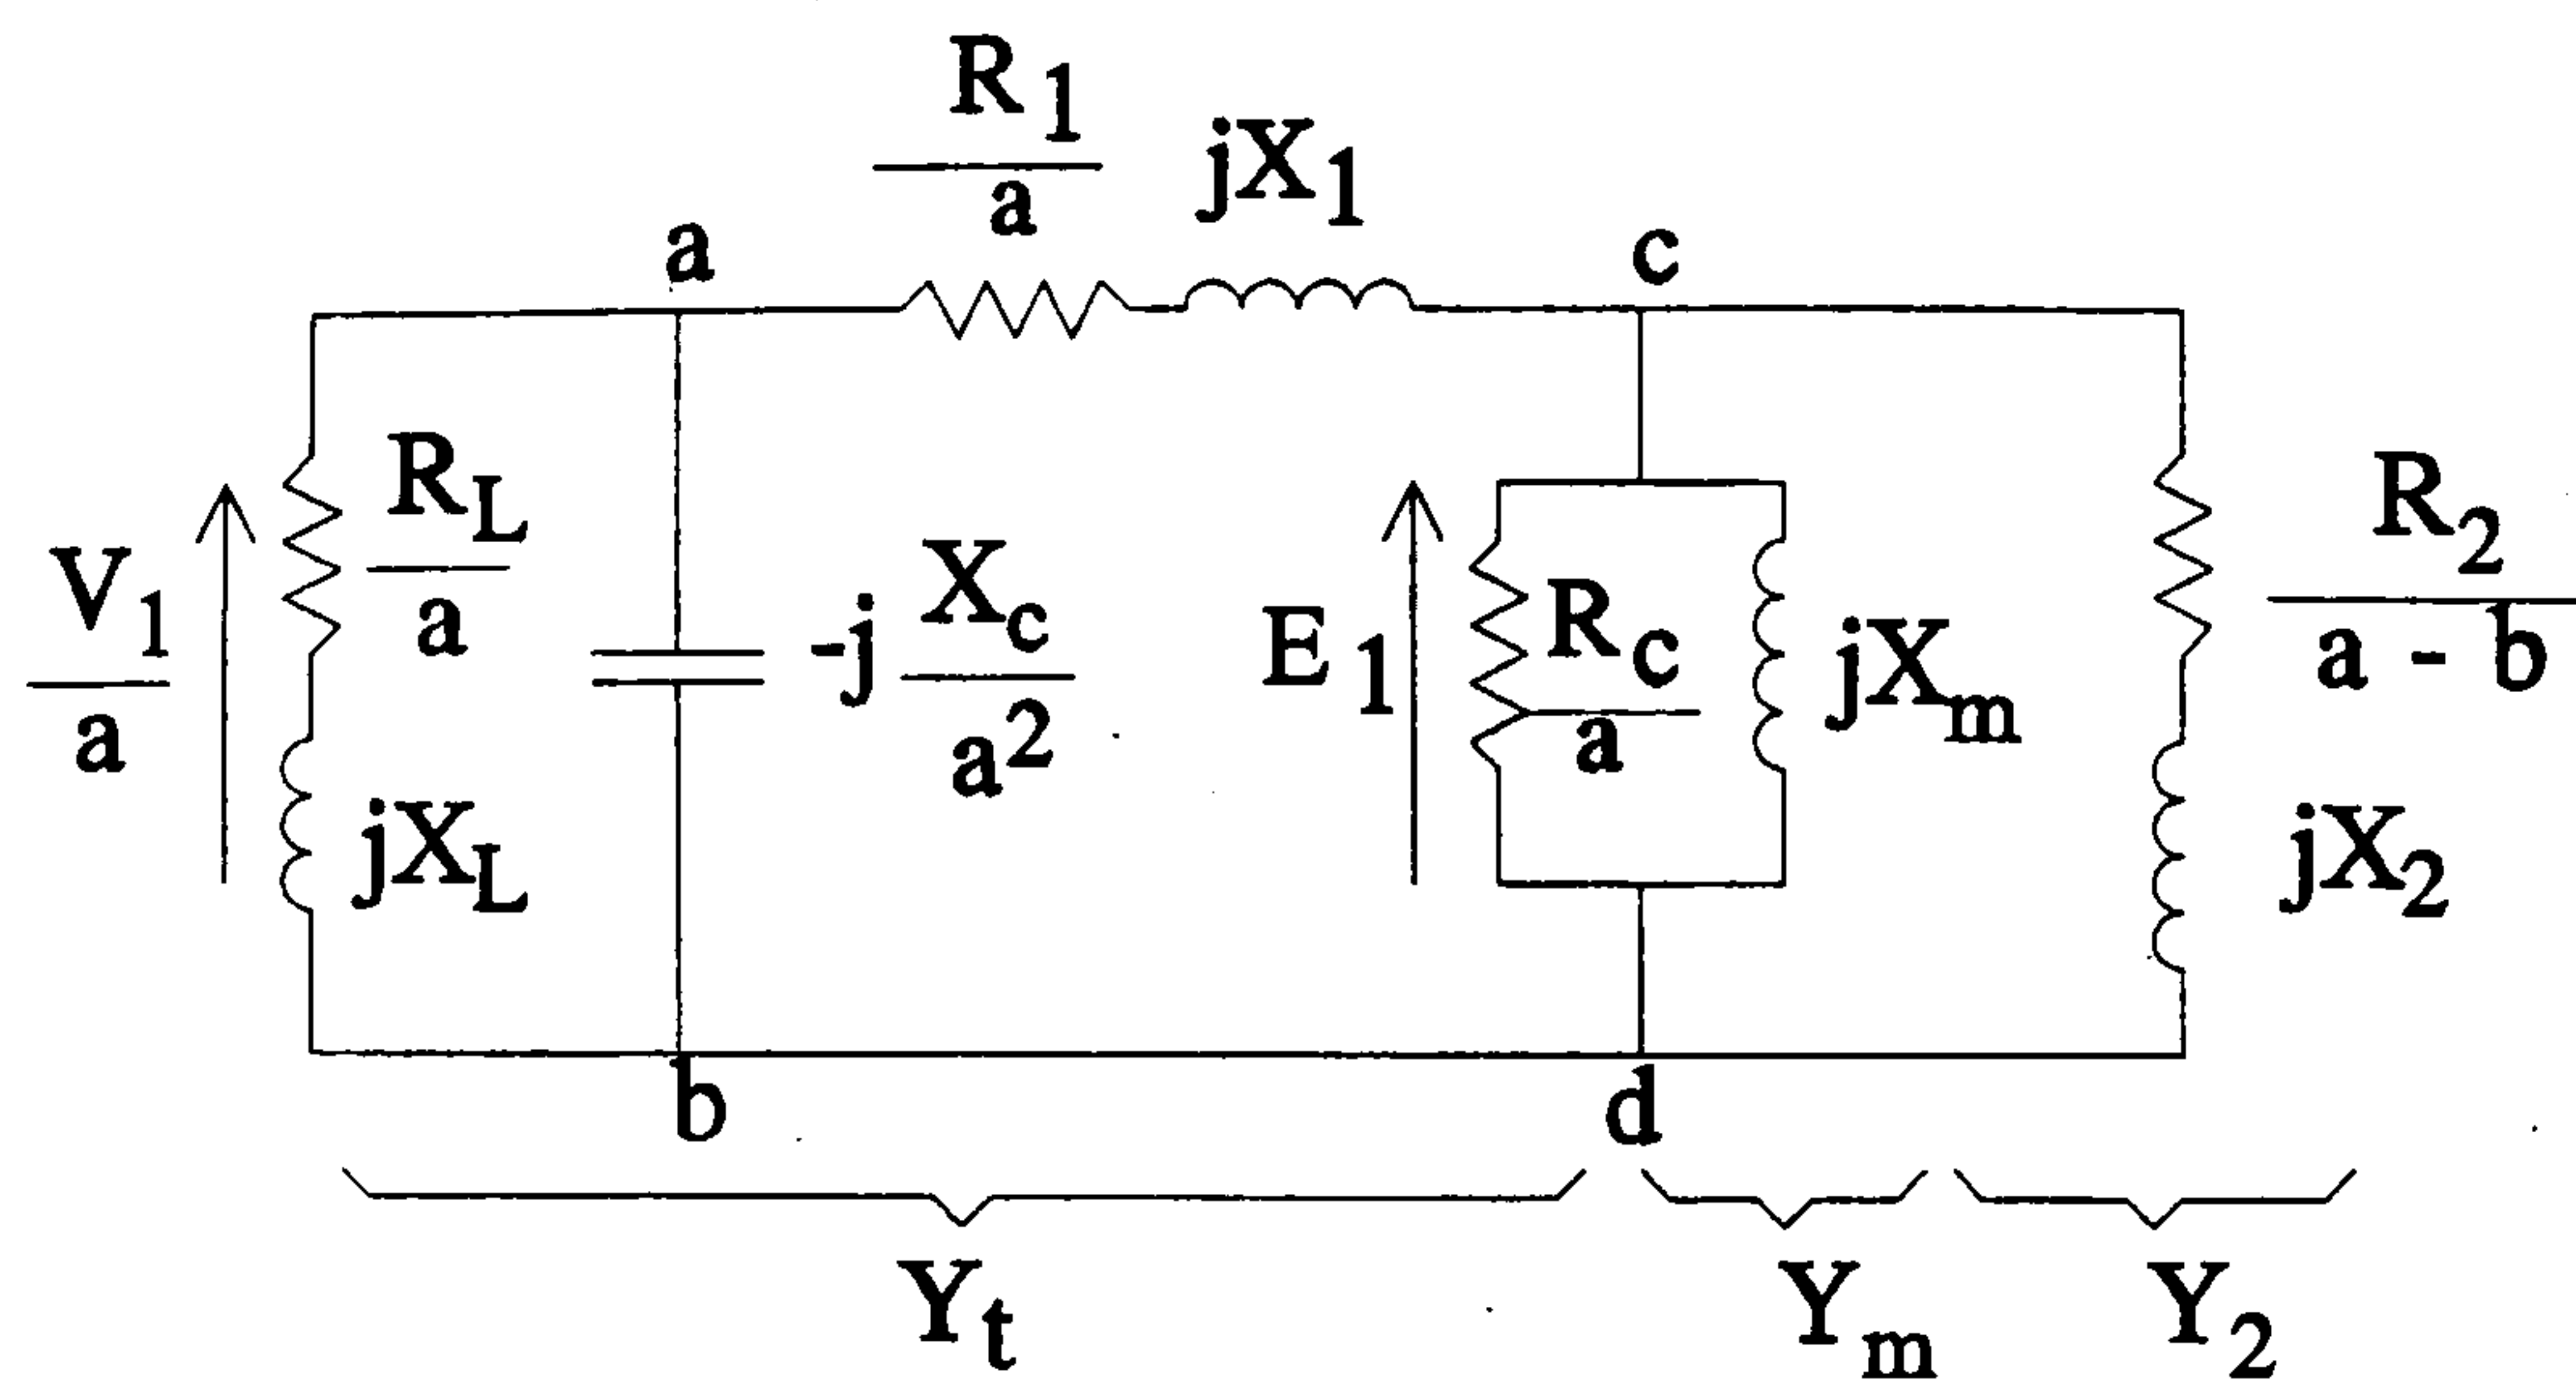 R1/a jX1
a c
V1/a RL/a jXL
-j Xc/a²
E1 Rc/a jXm
R2/(a - b) jX2
b d
Yt Ym Y2